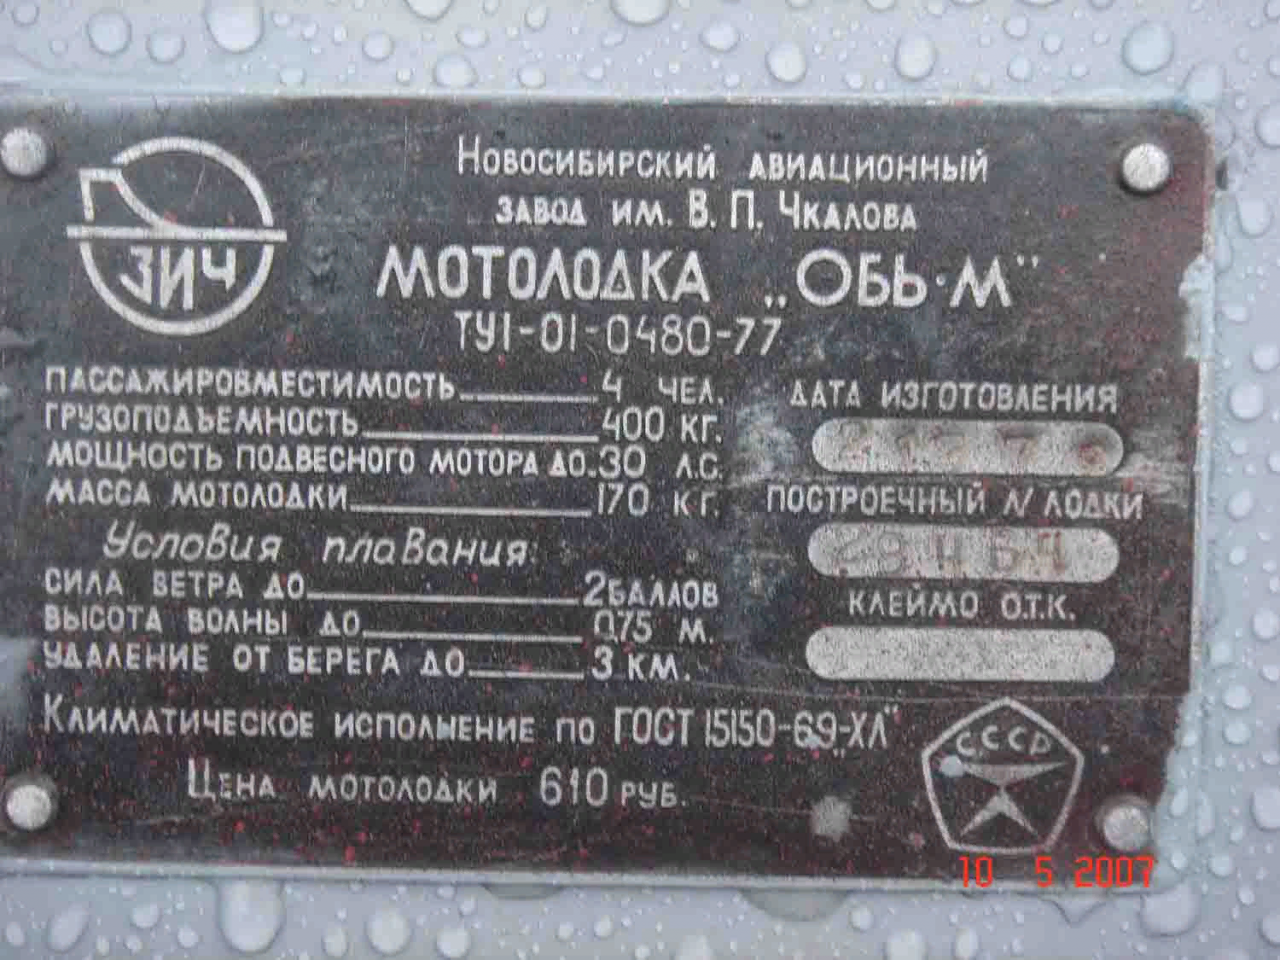 Новосибирский авиационный
завод им. В. П. Чкалова
ЗИЧ
МОТОЛОДКА „ОБЬ-М"
ТУ1-01-0480-77
ПАССАЖИРОВМЕСТИМОСТЬ 4 ЧЕЛ.
ГРУЗОПОДЪЕМНОСТЬ 400 КГ.
МОЩНОСТЬ ПОДВЕСНОГО МОТОРА ДО 30 Л.С.
МАССА МОТОЛОДКИ 170 КГ.
Условия плавания:
СИЛА ВЕТРА ДО 2 БАЛЛОВ
ВЫСОТА ВОЛНЫ ДО 0,75 М.
УДАЛЕНИЕ ОТ БЕРЕГА ДО 3 КМ.
ДАТА ИЗГОТОВЛЕНИЯ
ПОСТРОЕЧНЫЙ N/ ЛОДКИ
КЛЕЙМО О.Т.К.
Климатическое исполнение по ГОСТ 15150-69 „ХЛ"
Цена мотолодки 610 руб.
СССР
10 5 2007